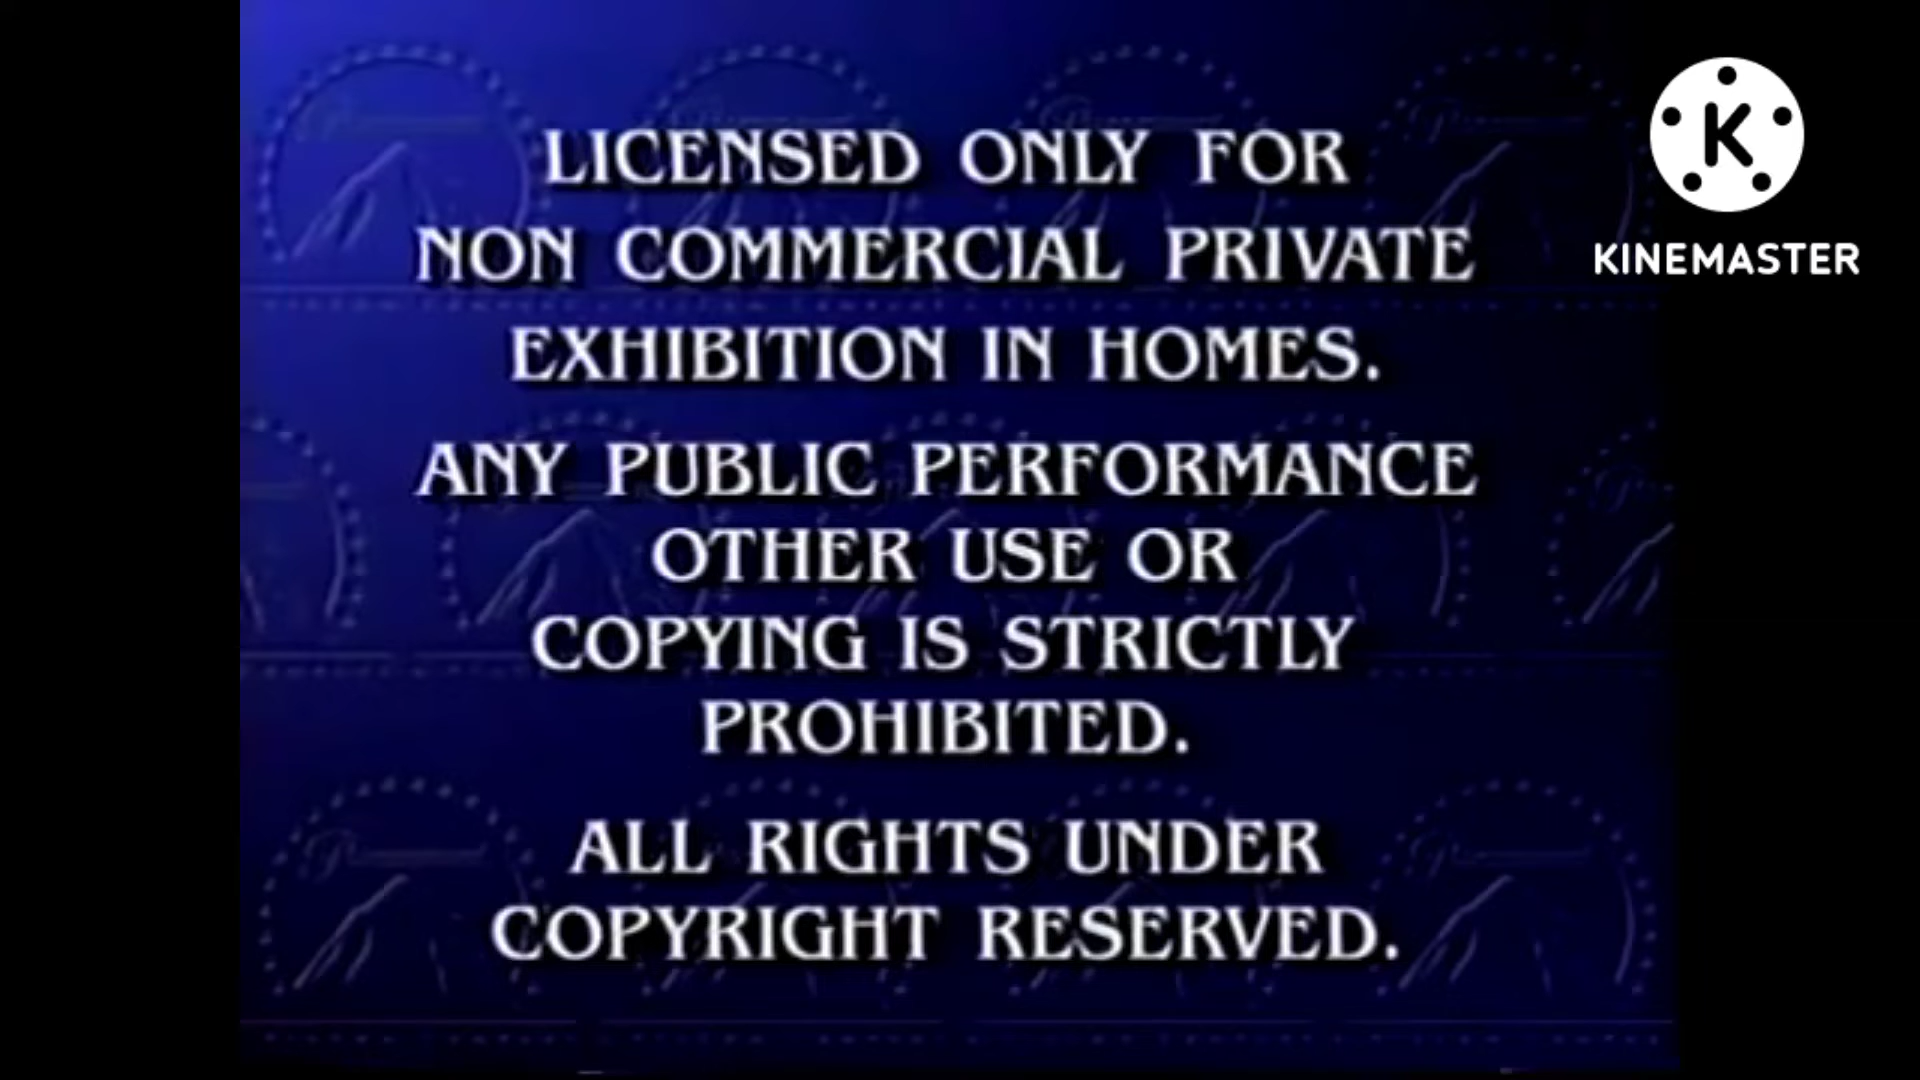 LICENSED ONLY FOR
NON COMMERCIAL PRIVATE
EXHIBITION IN HOMES.
ANY PUBLIC PERFORMANCE
OTHER USE OR
COPYING IS STRICTLY
PROHIBITED.
ALL RIGHTS UNDER
COPYRIGHT RESERVED.
K
KINEMASTER